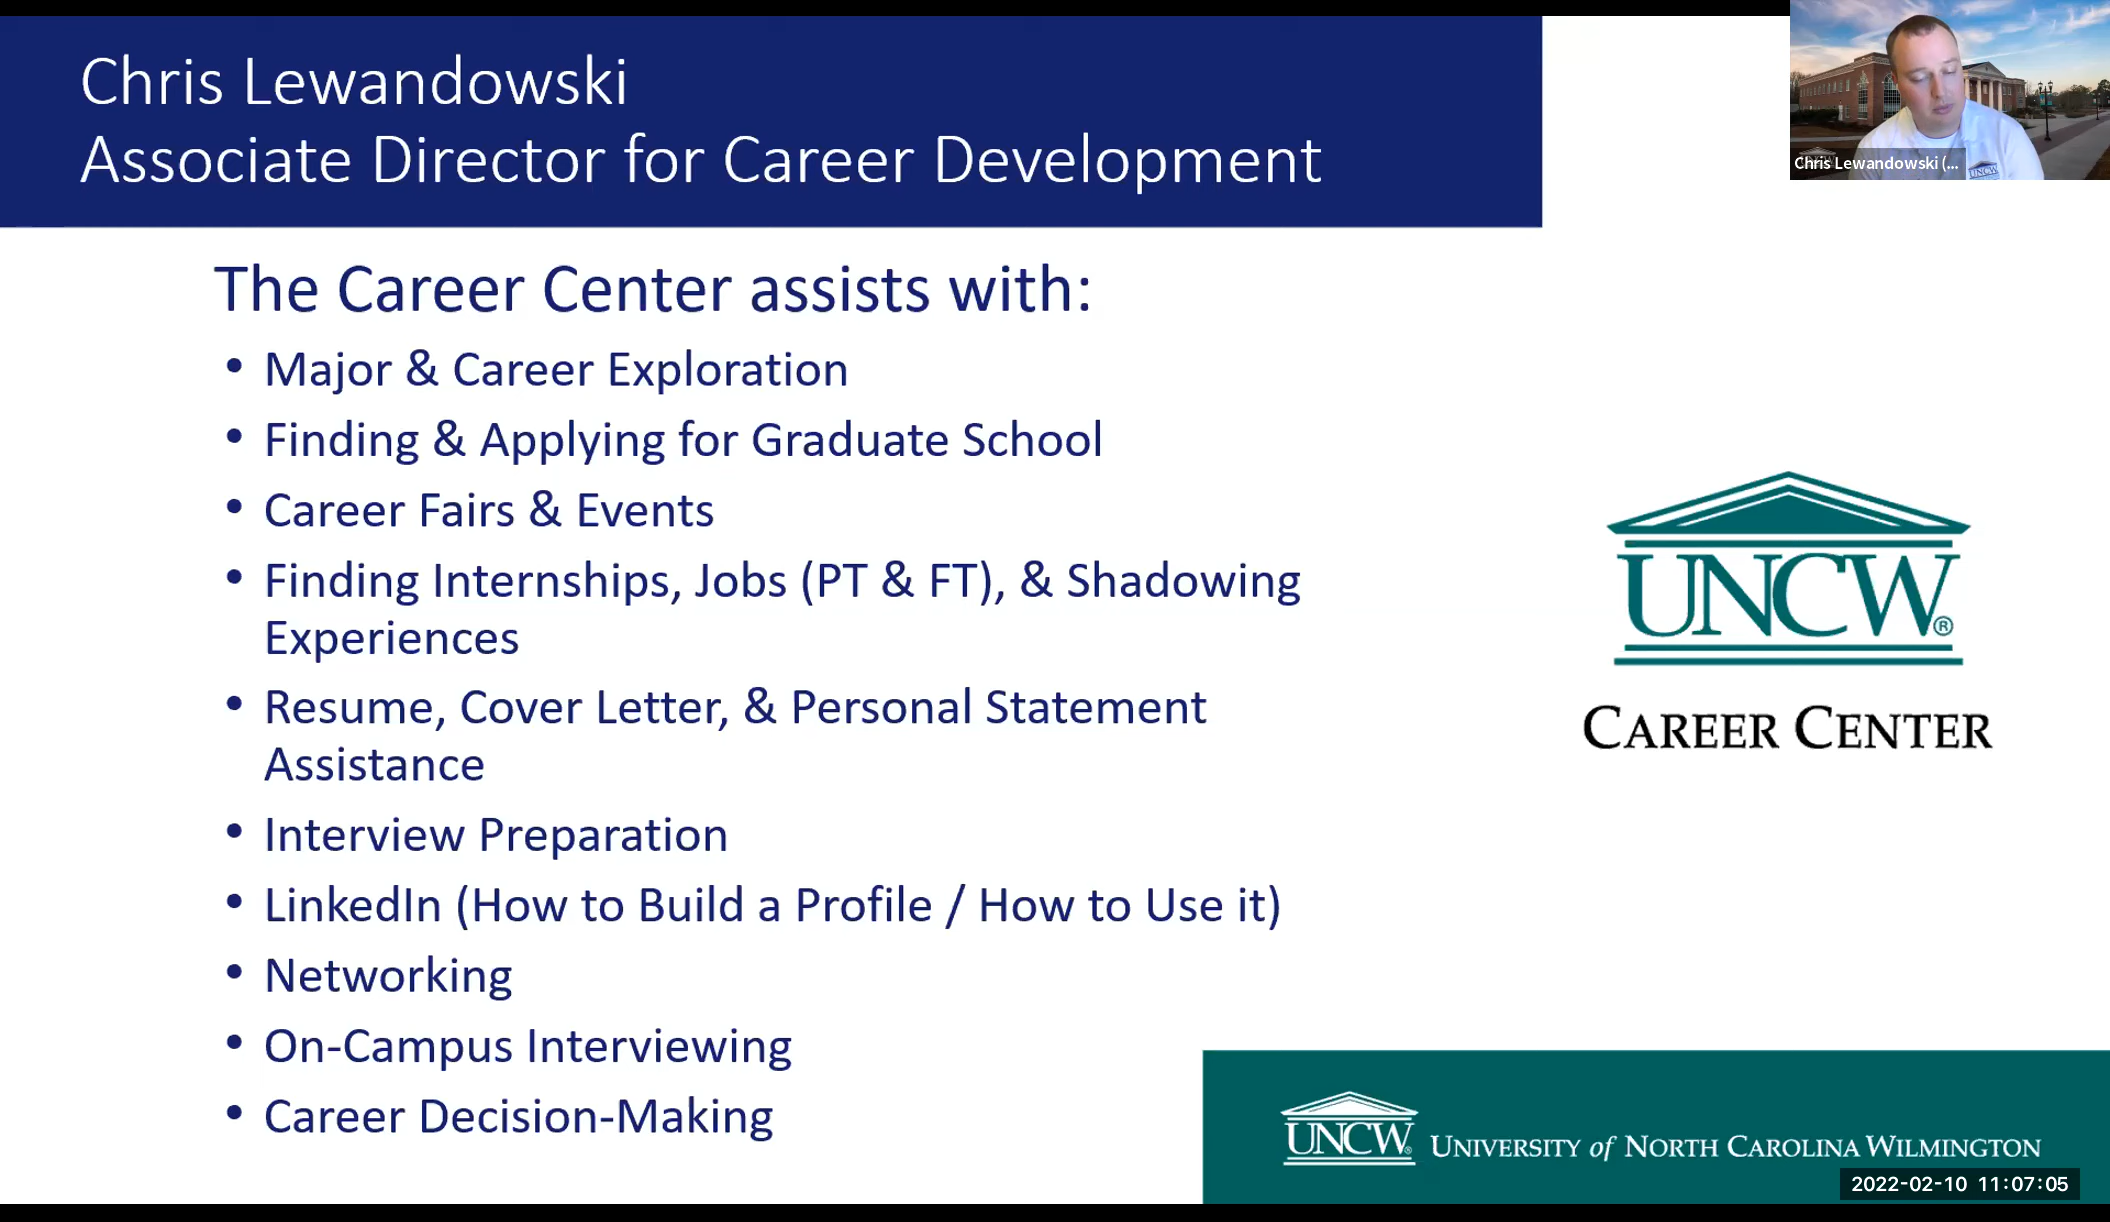 Chris Lewandowski
Associate Director for Career Development
Chris Lewandowski (...
UNCW
The Career Center assists with:
• Major & Career Exploration
• Finding & Applying for Graduate School
• Career Fairs & Events
• Finding Internships, Jobs (PT & FT), & Shadowing
Experiences
• Resume, Cover Letter, & Personal Statement
Assistance
• Interview Preparation
• LinkedIn (How to Build a Profile / How to Use it)
• Networking
• On-Campus Interviewing
• Career Decision-Making
UNCW®
CAREER CENTER
UNCW®
UNIVERSITY of NORTH CAROLINA WILMINGTON
2022-02-10 11:07:05